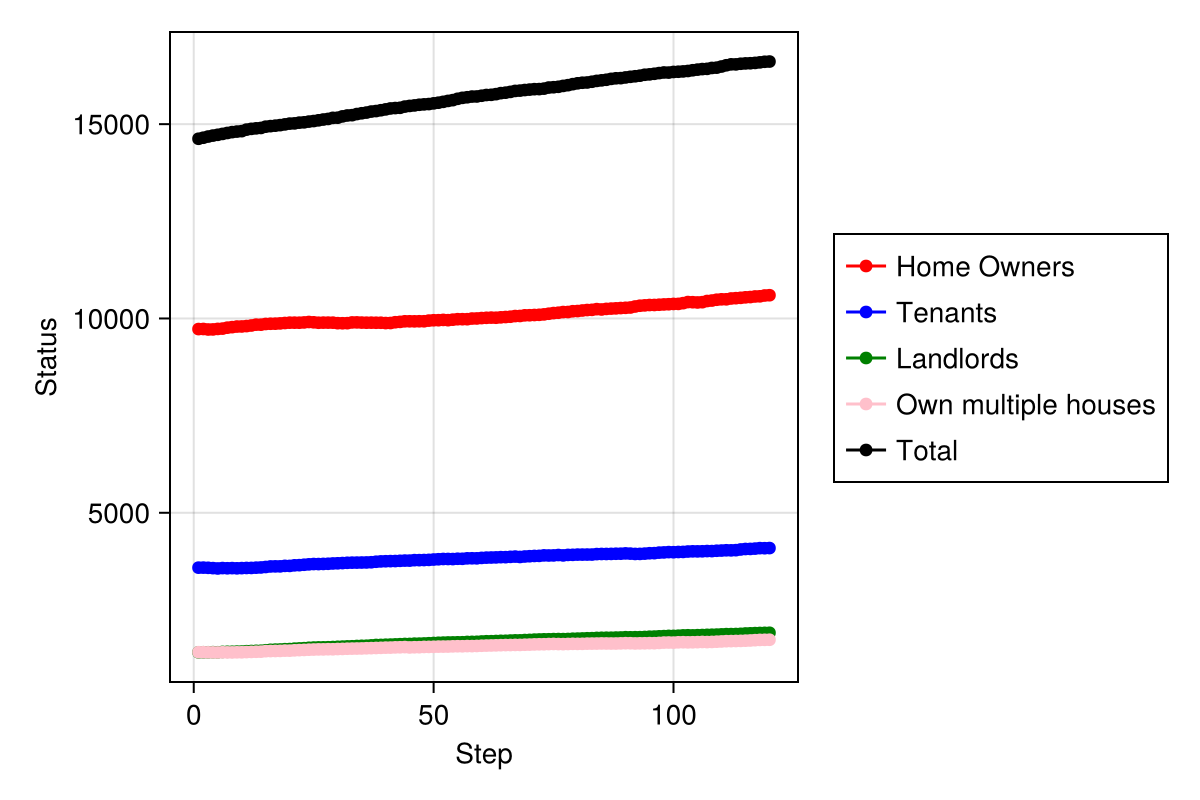 15000
10000
5000
Status
0 50 100
Step
Home Owners
Tenants
Landlords
Own multiple houses
Total